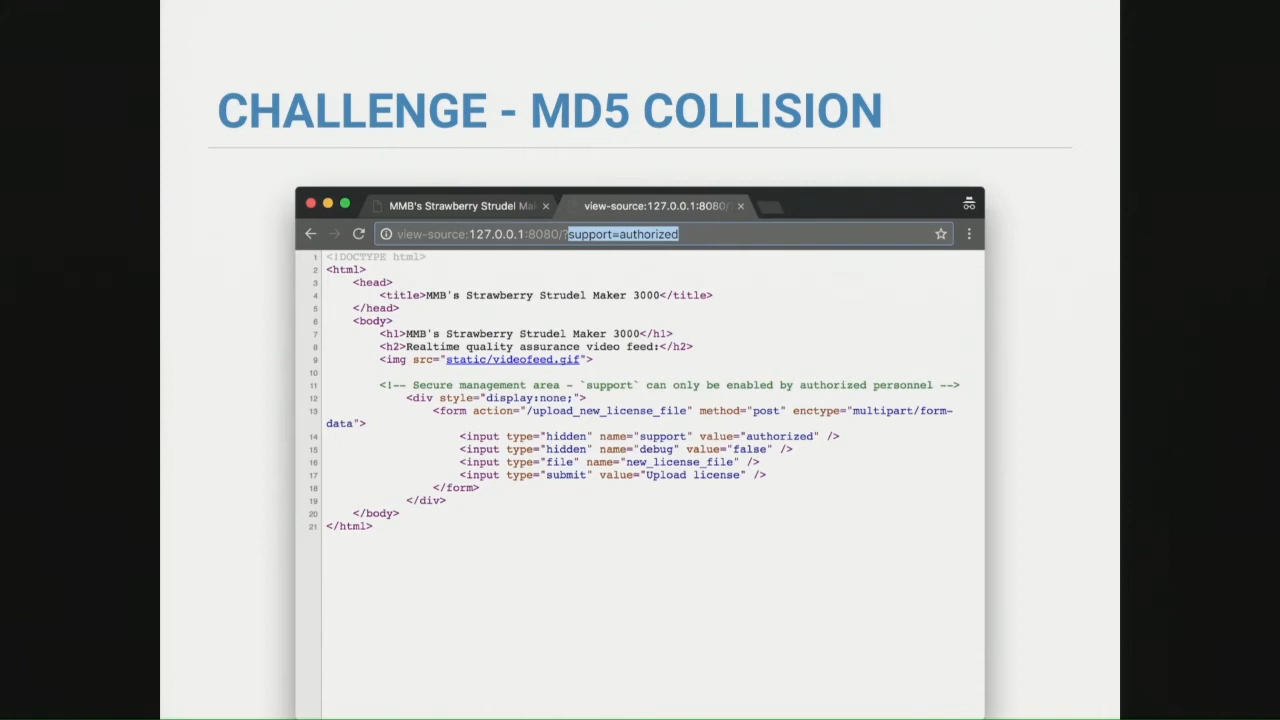 CHALLENGE - MD5 COLLISION
MMB's Strawberry Strudel Ma
view-source:127.0.0.1:8080/
view-source:127.0.0.1:8080/?support=authorized
1 <!DOCTYPE html>
2 <html>
3 <head>
4 <title>MMB's Strawberry Strudel Maker 3000</title>
5 </head>
6 <body>
7 <h1>MMB's Strawberry Strudel Maker 3000</h1>
8 <h2>Realtime quality assurance video feed:</h2>
9 <img src="static/videofeed.gif">
10
11 <!-- Secure management area - `support` can only be enabled by authorized personnel -->
12 <div style="display:none;">
13 <form action="/upload_new_license_file" method="post" enctype="multipart/form-
data">
14 <input type="hidden" name="support" value="authorized" />
15 <input type="hidden" name="debug" value="false" />
16 <input type="file" name="new_license_file" />
17 <input type="submit" value="Upload license" />
18 </form>
19 </div>
20 </body>
21 </html>